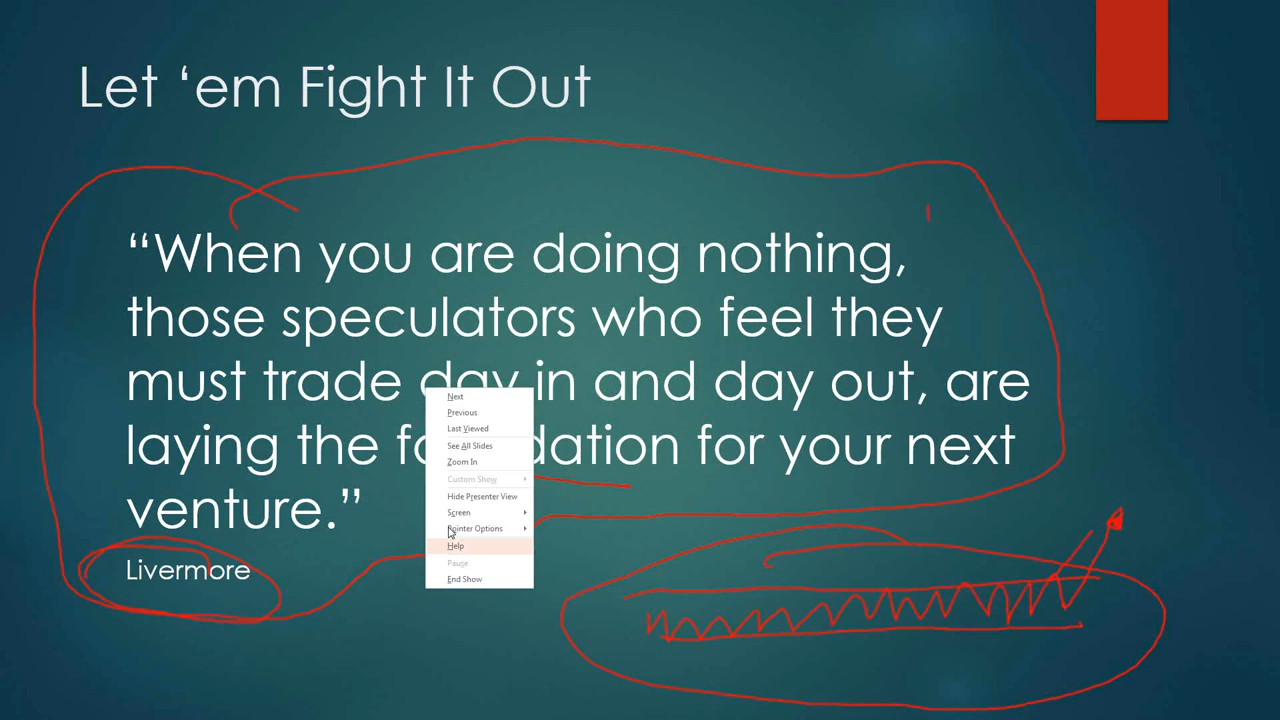 Let ‘em Fight It Out
“When you are doing nothing,
those speculators who feel they
must trade day in and day out, are
laying the fo dation for your next
venture.”
Livermore
Next
Previous
Last Viewed
See All Slides
Zoom In
Custom Show
Hide Presenter View
Screen
Pointer Options
Help
Pause
End Show